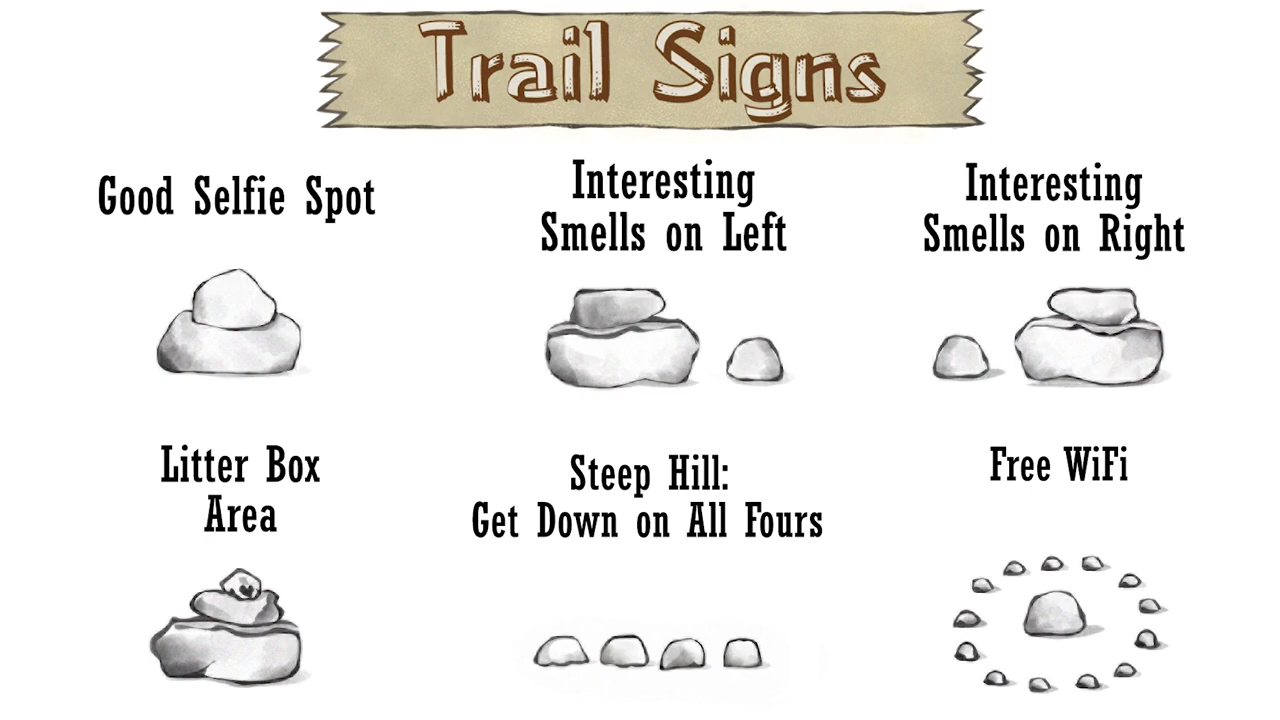 Trail Signs
Good Selfie Spot
Interesting
Smells on Left
Interesting
Smells on Right
Litter Box
Area
Steep Hill:
Get Down on All Fours
Free WiFi